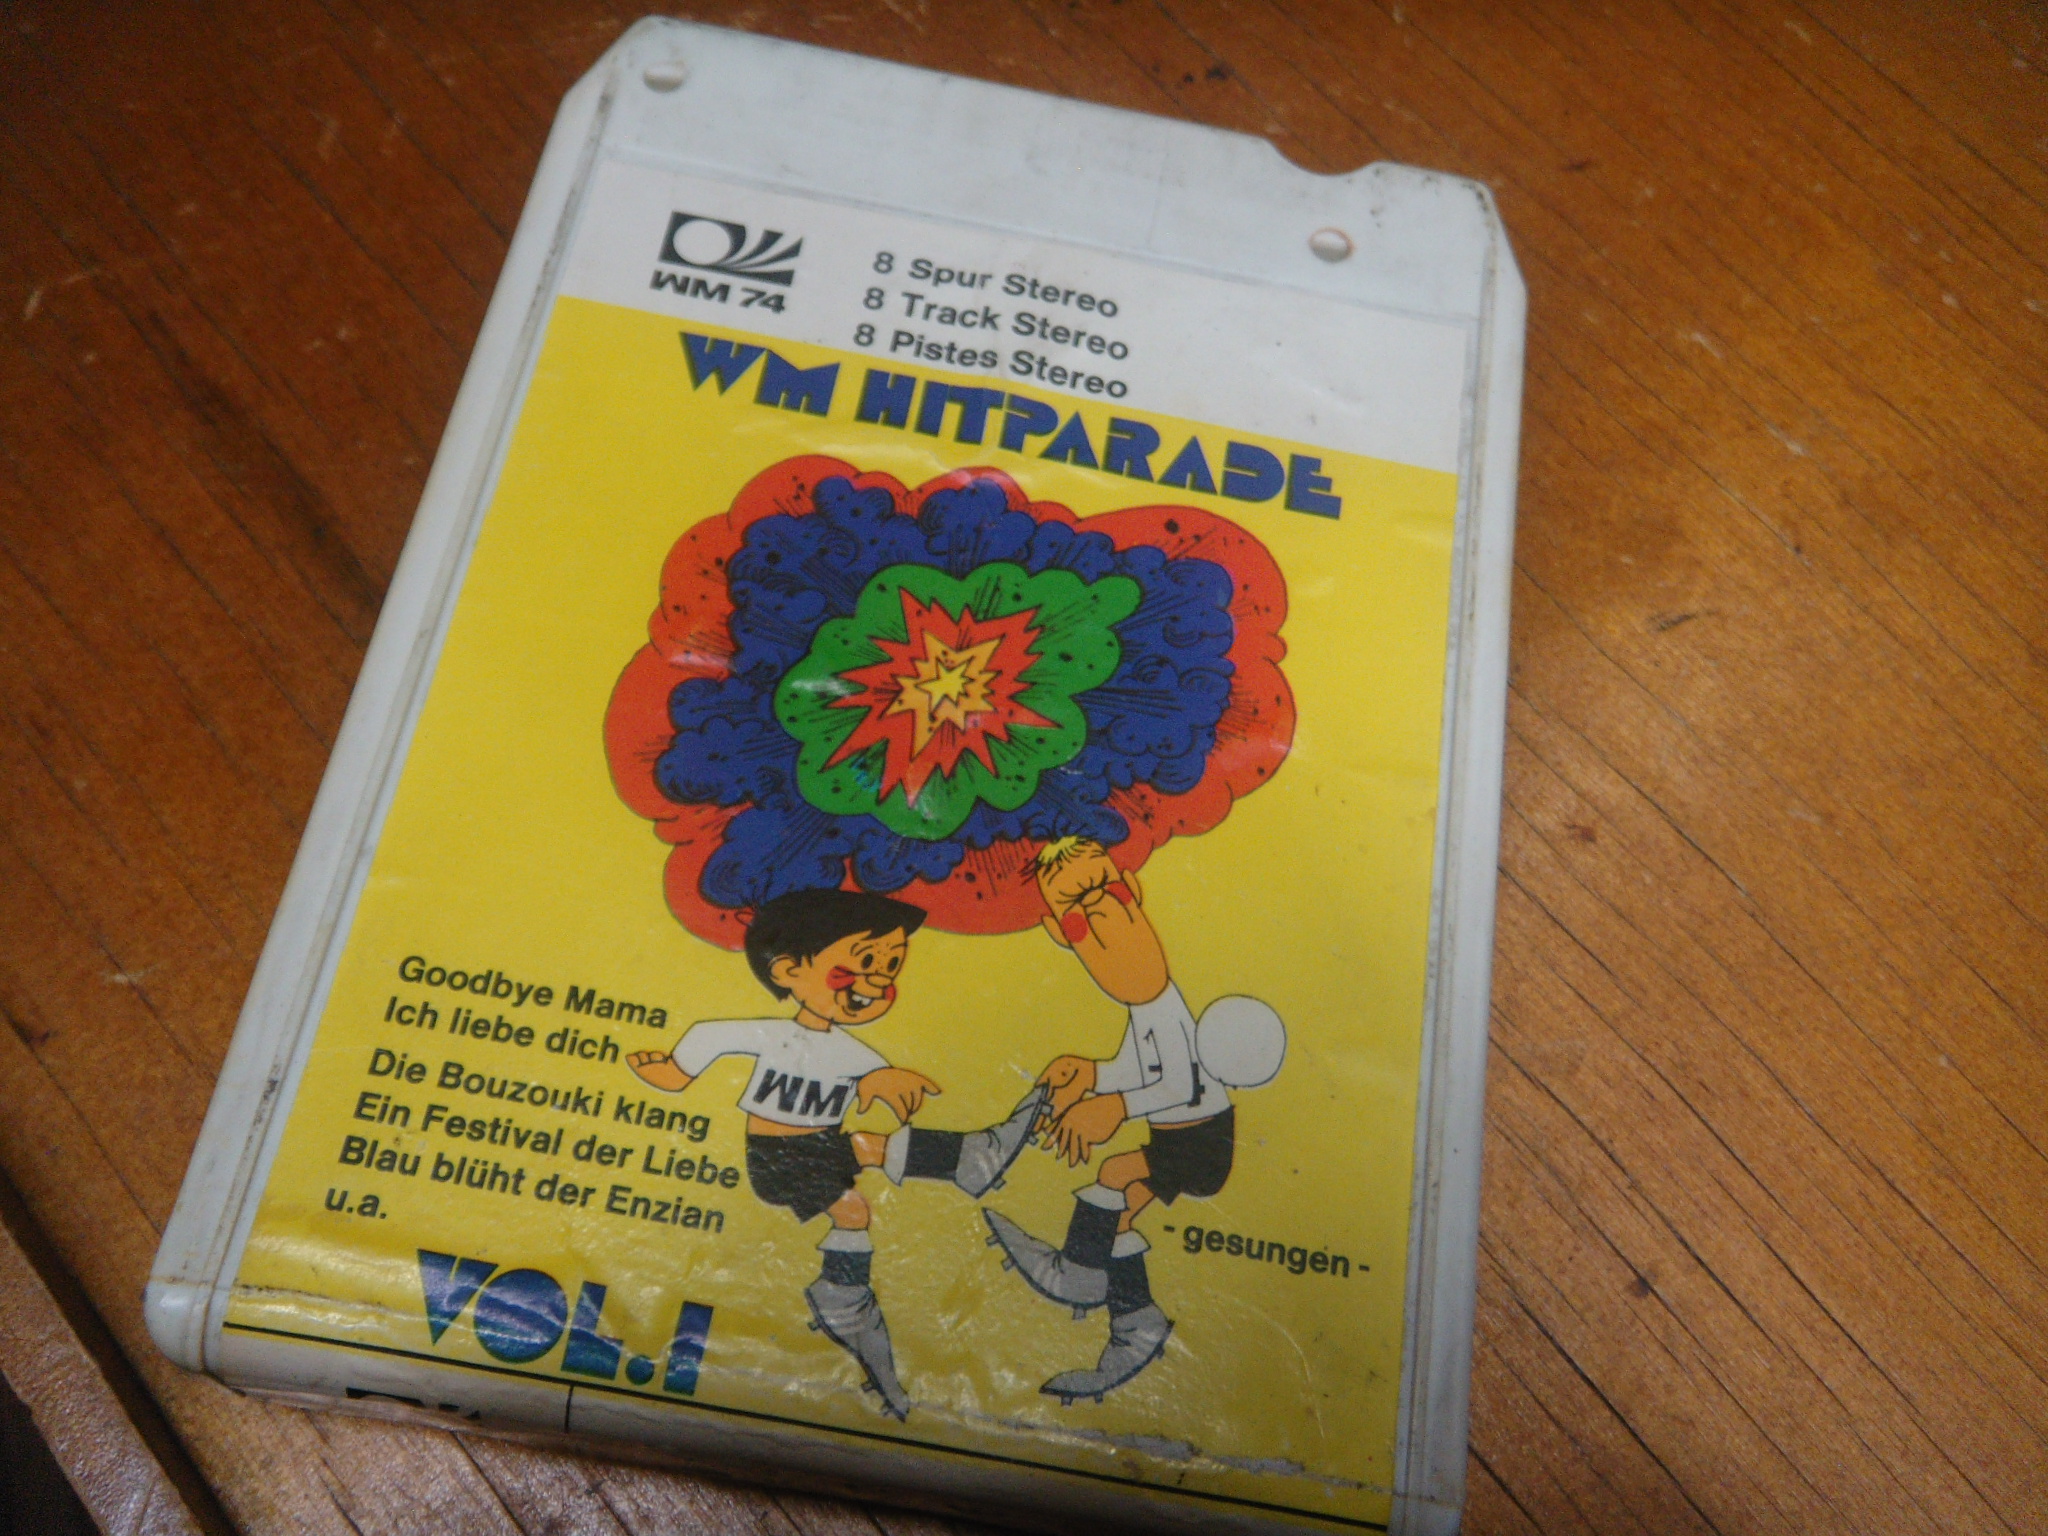 WM 74
8 Spur Stereo
8 Track Stereo
8 Pistes Stereo
WM HITPARADE
Goodbye Mama
Ich liebe dich
Die Bouzouki klang
Ein Festival der Liebe
Blau blüht der Enzian
u.a.
WM
- gesungen -
VOL.1